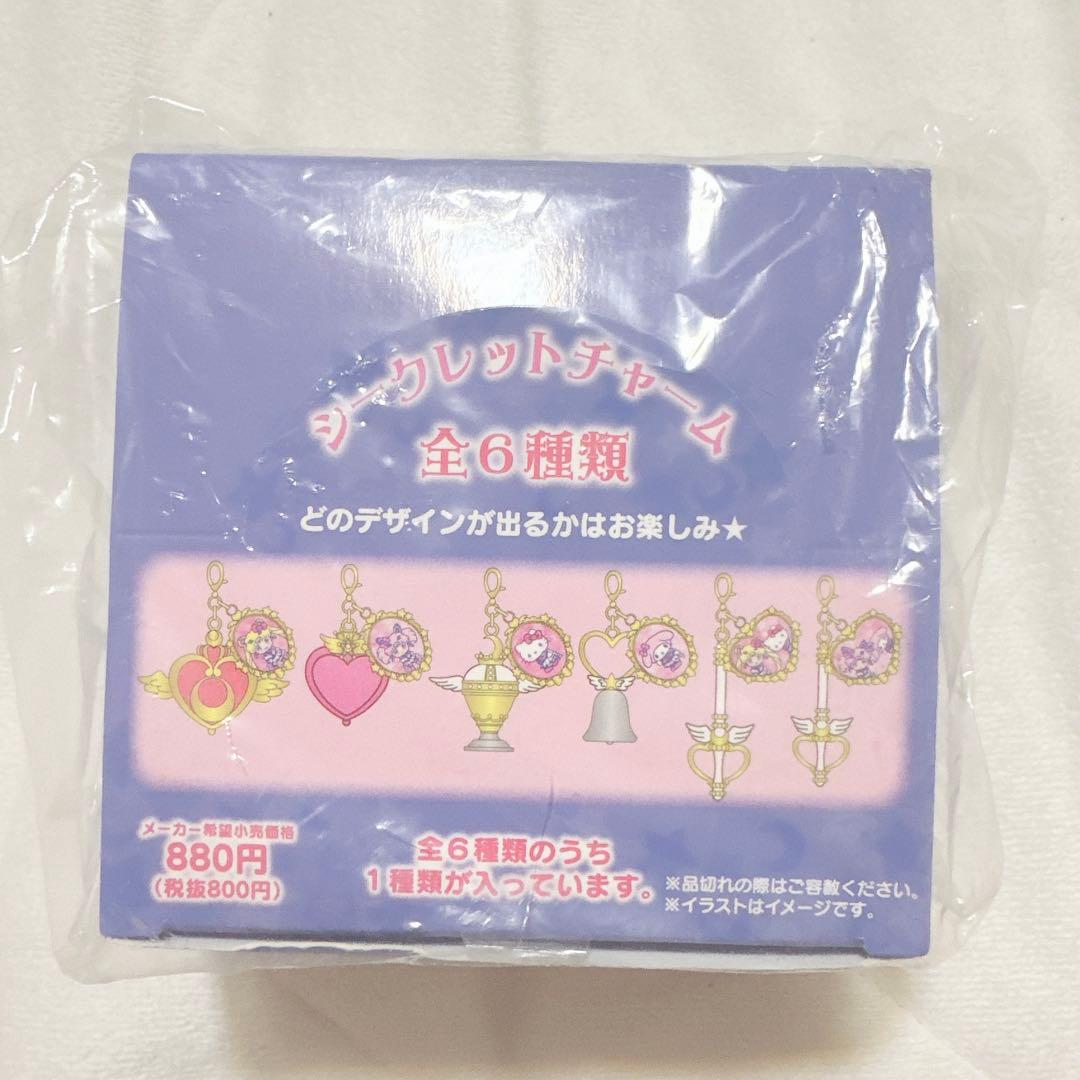 シークレットチャーム
全6種類
どのデザインが出るかはお楽しみ★
メーカー希望小売価格
880円
(税抜800円)
全6種類のうち
1種類が入っています。
※品切れの際はご容赦ください。
※イラストはイメージです。